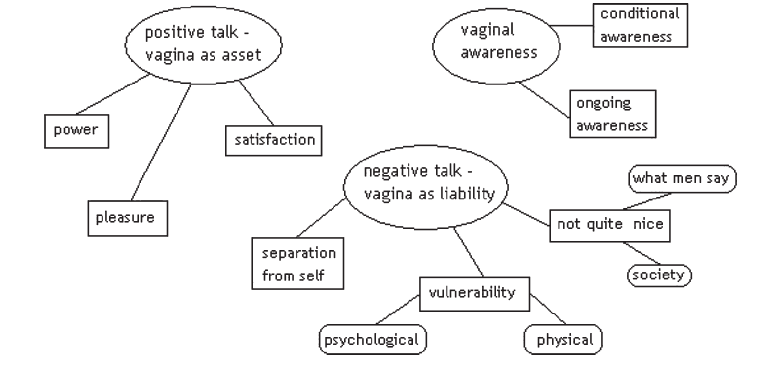 positive talk -
vagina as asset
power
pleasure
satisfaction
vaginal
awareness
conditional
awareness
ongoing
awareness
negative talk -
vagina as liability
separation
from self
vulnerability
psychological
physical
not quite nice
what men say
society